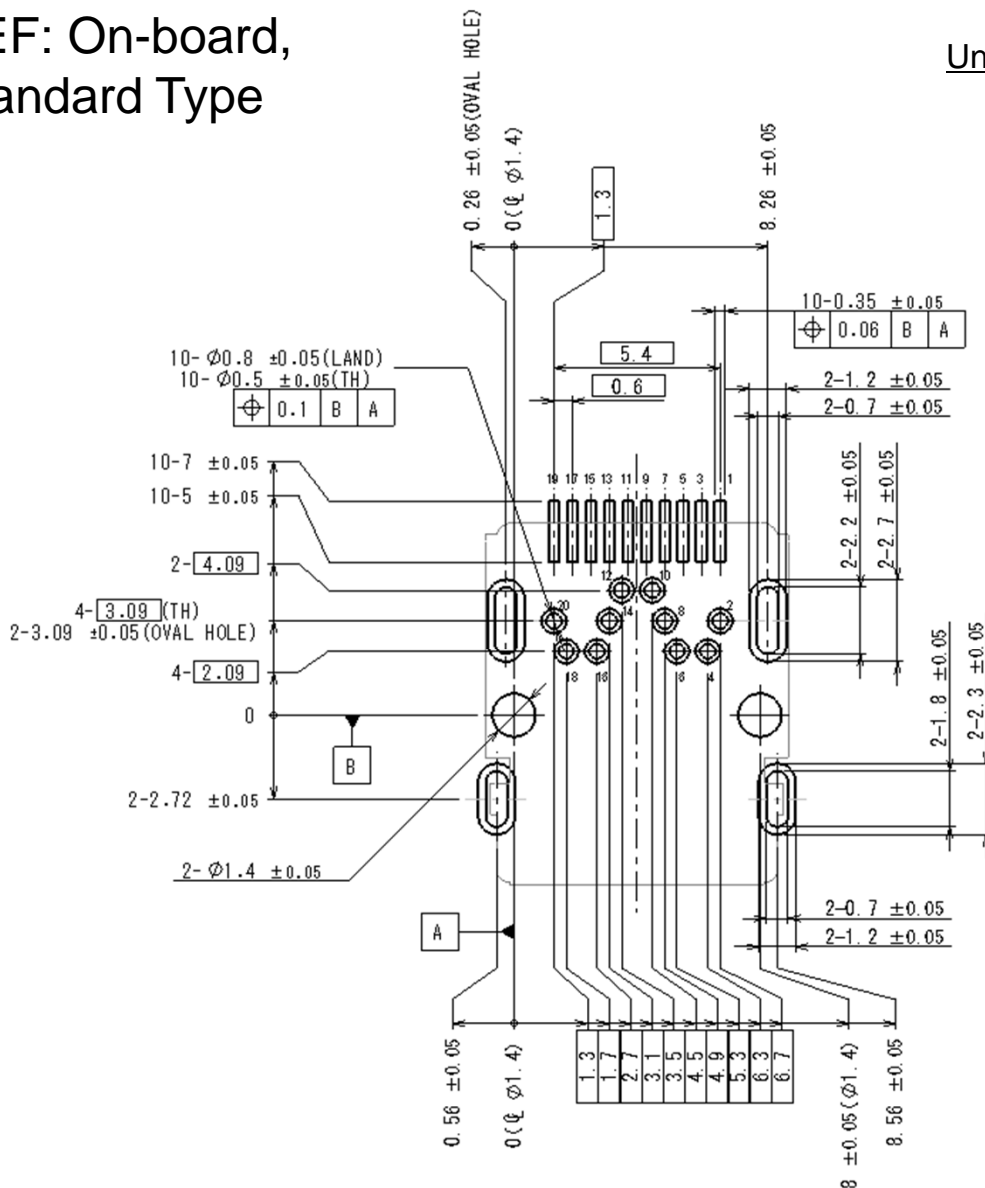 EF: On-board,
andard Type
Un
0.26 ±0.05(OVAL HOLE)
0(℄ Ø1.4)
1.3
8.26 ±0.05
10-0.35 ±0.05
⌖ 0.06 B A
10-Ø0.8 ±0.05(LAND)
10-Ø0.5 ±0.05(TH)
⌖ 0.1 B A
5.4
0.6
2-1.2 ±0.05
2-0.7 ±0.05
10-7 ±0.05
10-5 ±0.05
2-2.2 ±0.05
2-2.7 ±0.05
19 17 15 13 11 9 7 5 3 1
2-4.09
12 10
4-3.09(TH)
2-3.09 ±0.05(OVAL HOLE)
20 14 8 2
4-2.09
18 16 6 4
0
B
2-1.8 ±0.05
2-2.3 ±0.05
2-2.72 ±0.05
2-Ø1.4 ±0.05
A
2-0.7 ±0.05
2-1.2 ±0.05
0.56 ±0.05
0(℄ Ø1.4)
1.3
1.7
2.7
3.1
3.5
4.5
4.9
5.3
6.3
6.7
8 ±0.05(Ø1.4)
8.56 ±0.05